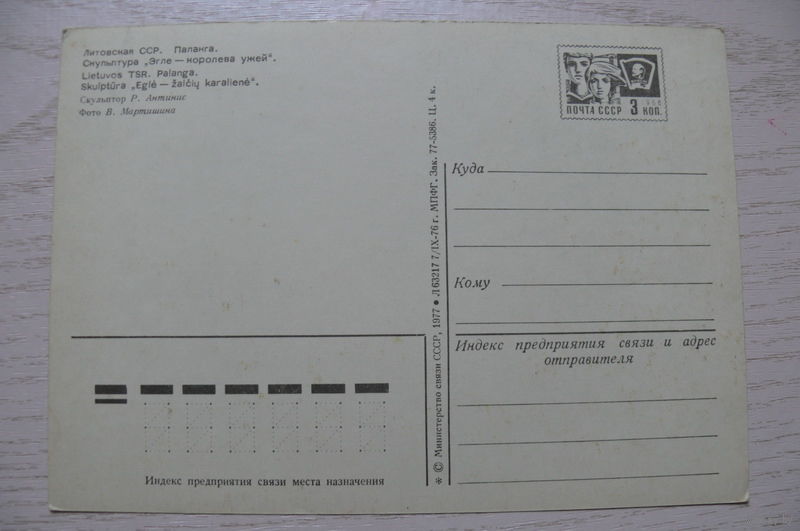 Литовская ССР. Паланга.
Скульптура „Эгле — королева ужей“.
Lietuvos TSR. Palanga.
Skulptūra „Eglė — žalčių karalienė“.
Скульптор Р. Антинис
Фото В. Мартишина
ПОЧТА СССР 3 КОП.
Куда
Кому
Индекс предприятия связи и адрес
отправителя
✻ © Министерство связи СССР, 1977 ● Л 63217 7/IX-76 г. МПФГ. Зак. 77-5386. Ц. 4 к.
Индекс предприятия связи места назначения